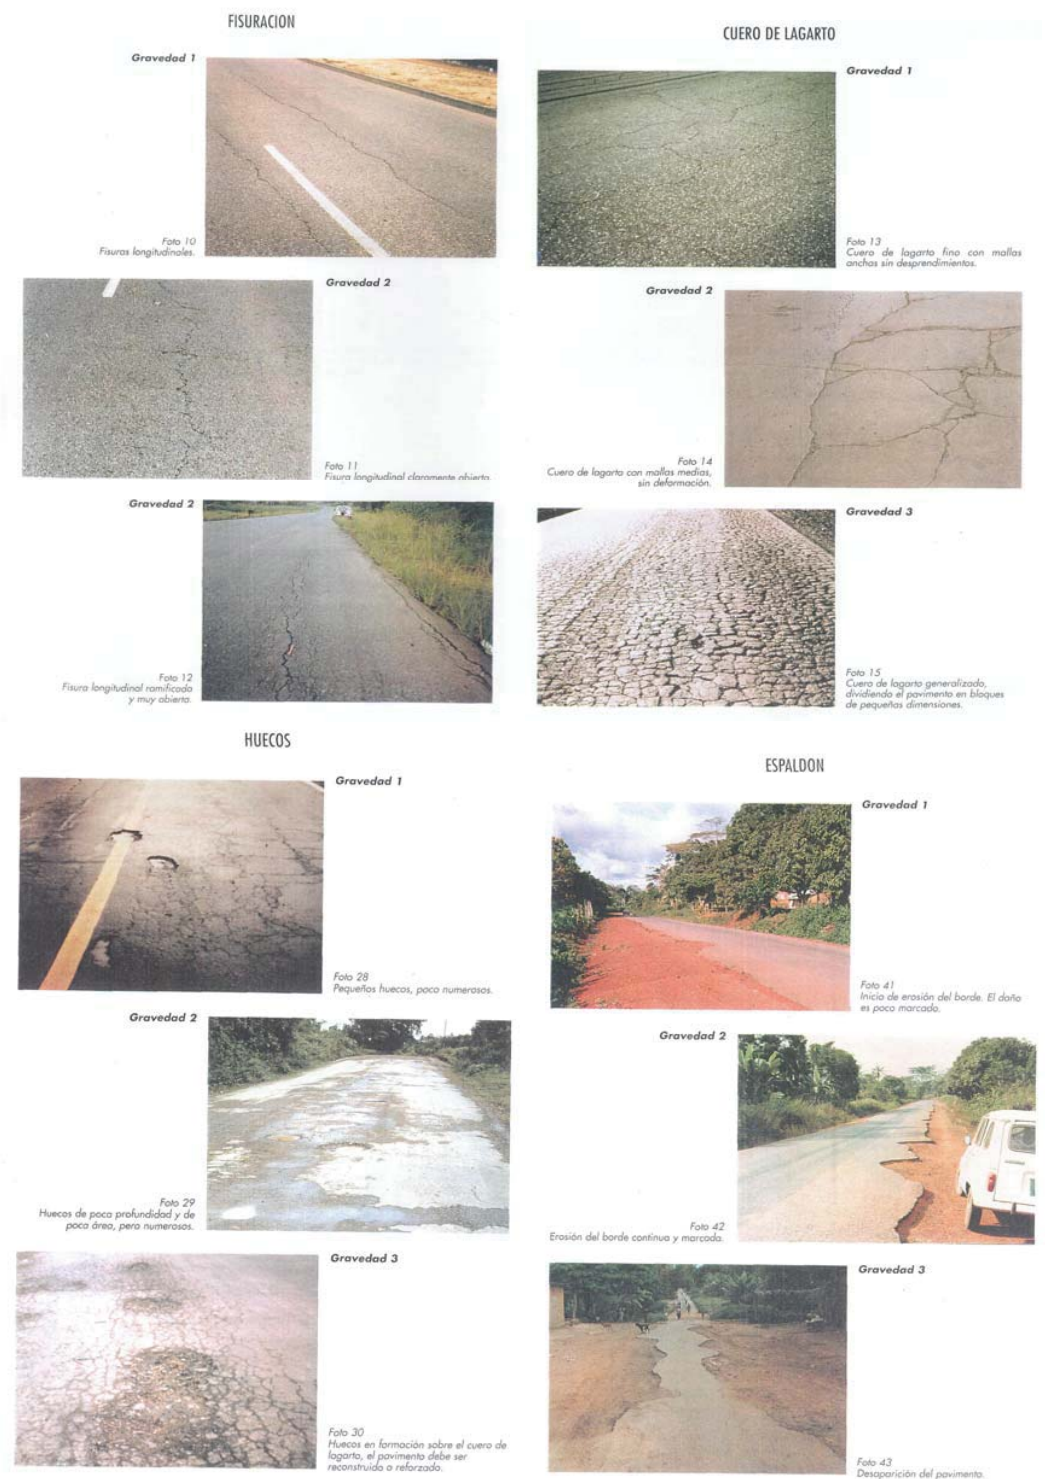 FISURACION
Gravedad 1
Foto 10
Fisuras longitudinales.
Gravedad 2
Foto 11
Fisura longitudinal claramente abierta.
Gravedad 2
Foto 12
Fisura longitudinal ramificada
y muy abierta.
CUERO DE LAGARTO
Gravedad 1
Foto 13
Cuero de lagarto fino con mallas
anchas sin desprendimientos.
Gravedad 2
Foto 14
Cuero de lagarto con mallas medias,
sin deformación.
Gravedad 3
Foto 15
Cuero de lagarto generalizado,
dividiendo el pavimento en bloques
de pequeñas dimensiones.
HUECOS
Gravedad 1
Foto 28
Pequeños huecos, poco numerosos.
Gravedad 2
Foto 29
Huecos de poca profundidad y de
poca área, pero numerosos.
Gravedad 3
Foto 30
Huecos en formación sobre el cuero de
lagarto, el pavimento debe ser
reconstruido o reforzado.
ESPALDON
Gravedad 1
Foto 41
Inicio de erosión del borde. El daño
es poco marcado.
Gravedad 2
Foto 42
Erosión del borde continua y marcada.
Gravedad 3
Foto 43
Desaparición del pavimento.